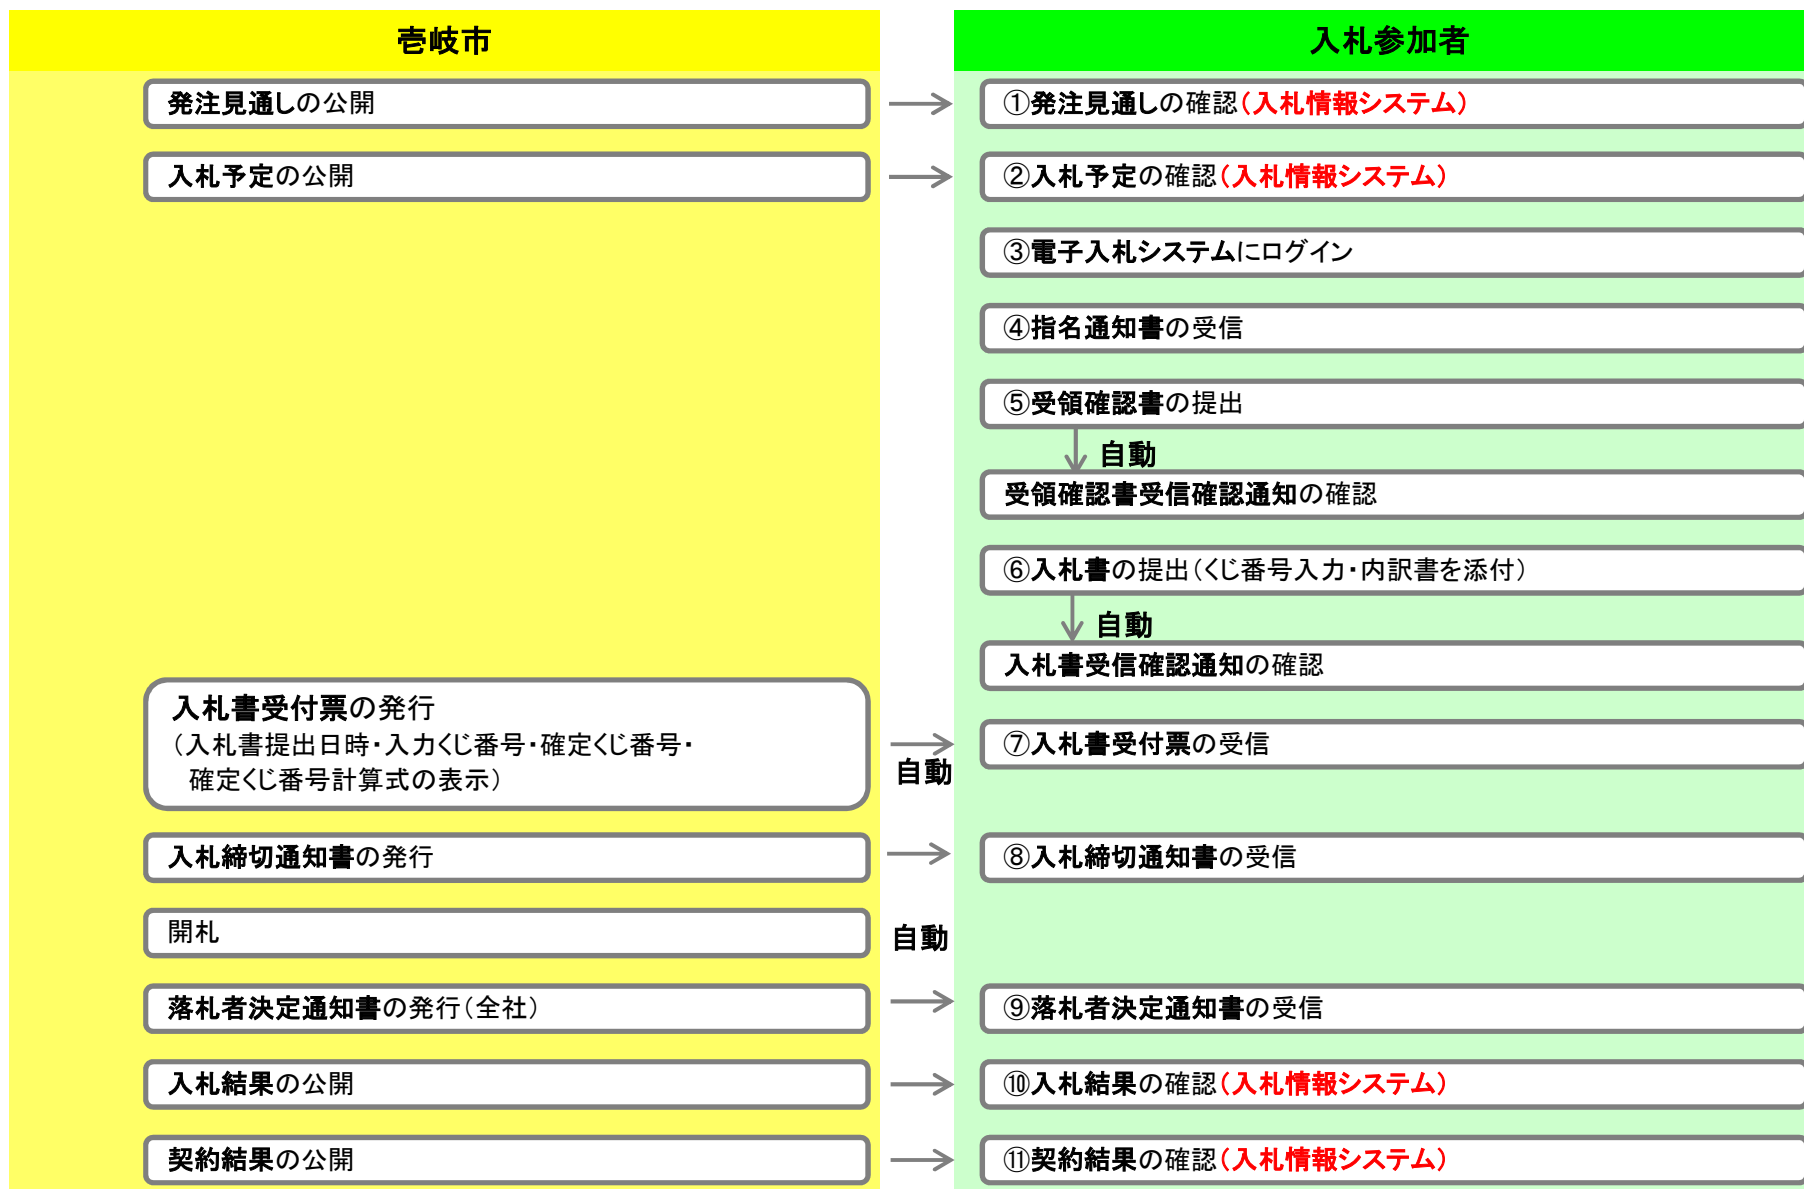 壱岐市
入札参加者
発注見通しの公開
①発注見通しの確認(入札情報システム)
入札予定の公開
②入札予定の確認(入札情報システム)
③電子入札システムにログイン
④指名通知書の受信
⑤受領確認書の提出
自動
受領確認書受信確認通知の確認
⑥入札書の提出(くじ番号入力・内訳書を添付)
自動
入札書受信確認通知の確認
入札書受付票の発行
(入札書提出日時・入力くじ番号・確定くじ番号・
確定くじ番号計算式の表示)
自動
⑦入札書受付票の受信
入札締切通知書の発行
⑧入札締切通知書の受信
開札
自動
落札者決定通知書の発行(全社)
⑨落札者決定通知書の受信
入札結果の公開
⑩入札結果の確認(入札情報システム)
契約結果の公開
⑪契約結果の確認(入札情報システム)